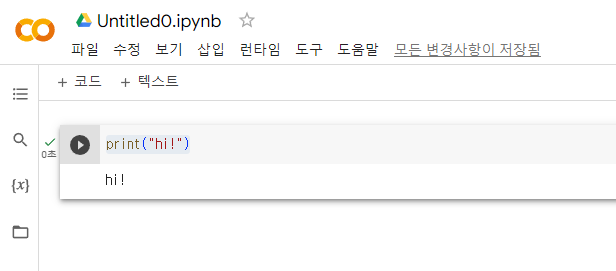 Untitled0.ipynb
파일 수정 보기 삽입 런타임 도구 도움말 모든 변경사항이 저장됨
+ 코드 + 텍스트
print("hi!")
0초
hi!
{x}